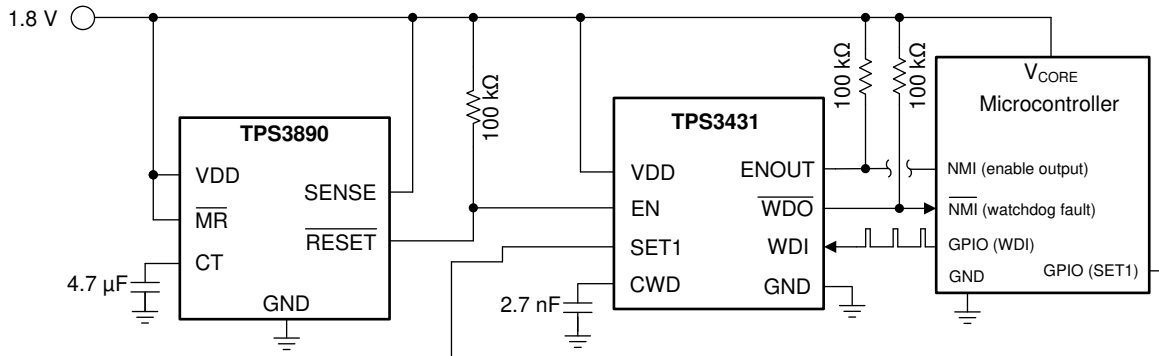 1.8 V
100 kΩ
100 kΩ
100 kΩ
TPS3890
VDD
SENSE
MR
RESET
CT
GND
4.7 µF
TPS3431
VDD
ENOUT
EN
WDO
SET1
WDI
CWD
GND
2.7 nF
VCORE
Microcontroller
NMI (enable output)
NMI (watchdog fault)
GPIO (WDI)
GND
GPIO (SET1)